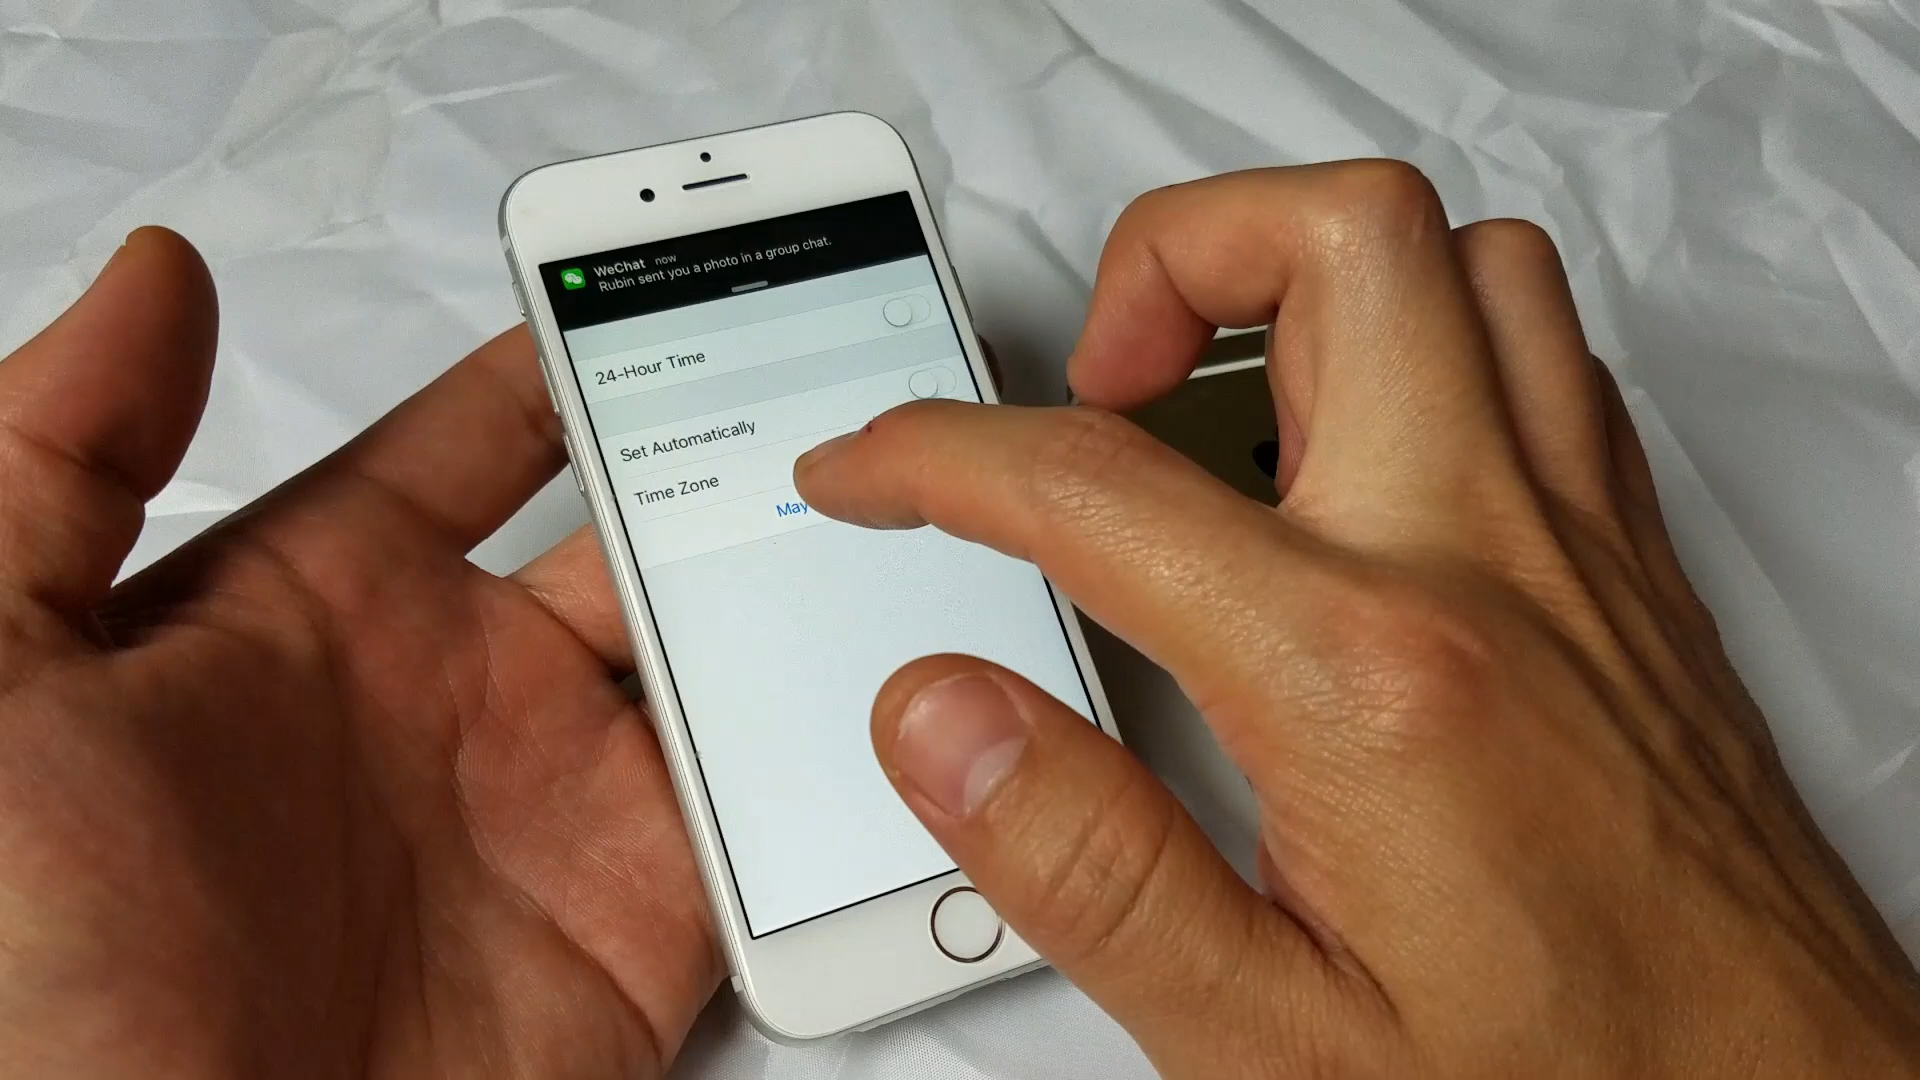 WeChat now
Rubin sent you a photo in a group chat.
24-Hour Time
Set Automatically
Time Zone
May